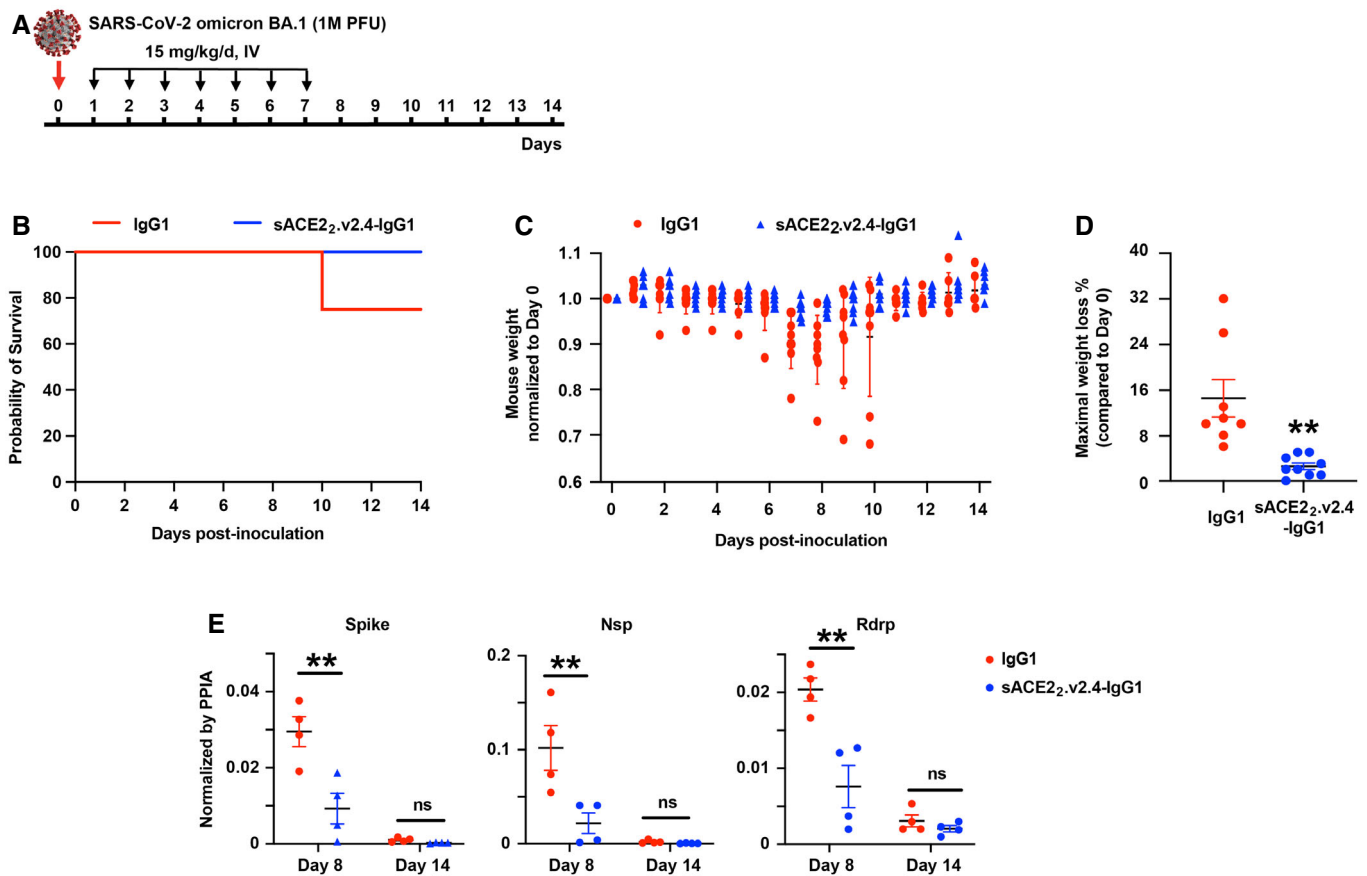 A
SARS-CoV-2 omicron BA.1 (1M PFU)
15 mg/kg/d, IV
0 1 2 3 4 5 6 7 8 9 10 11 12 13 14
Days
B
IgG1
sACE2₂.v2.4-IgG1
Probability of Survival
100
80
60
40
20
0
0 2 4 6 8 10 12 14
Days post-inoculation
C
IgG1
sACE2₂.v2.4-IgG1
Mouse weight
normalized to Day 0
1.1
1.0
0.9
0.8
0.7
0.6
0 2 4 6 8 10 12 14
Days post-inoculation
D
Maximal weight loss %
(compared to Day 0)
40
32
24
16
8
0
**
IgG1
sACE2₂.v2.4
-IgG1
E
Normalized by PPIA
Spike
0.04
0.02
0
**
ns
Day 8 Day 14
Nsp
0.2
0.1
0
**
ns
Day 8 Day 14
Rdrp
0.02
0.01
0
**
ns
Day 8 Day 14
IgG1
sACE2₂.v2.4-IgG1